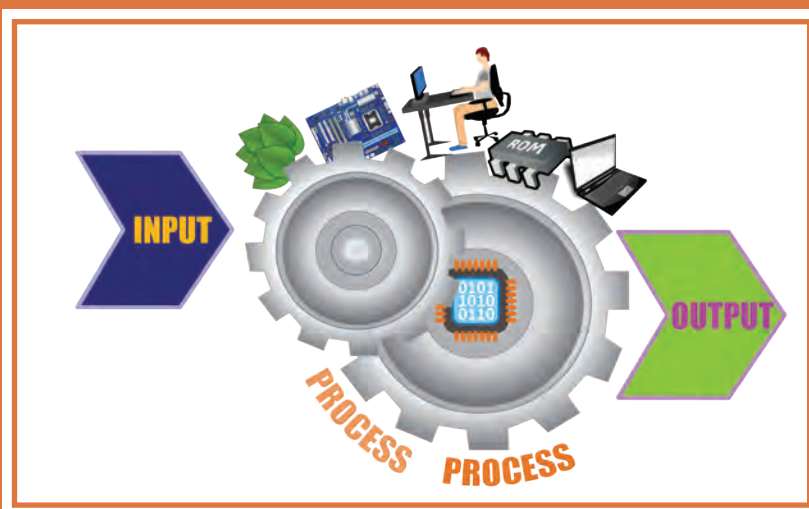 ROM
INPUT
0101
1010
0110
OUTPUT
PROCESS
PROCESS